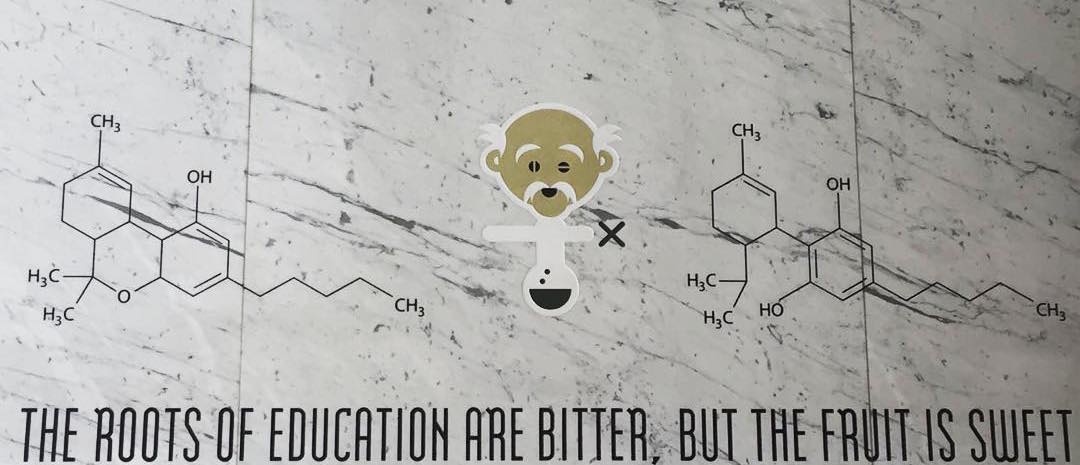 CH₃
OH
H₃C
O
H₃C
CH₃
CH₃
OH
H₃C
HO
H₃C
CH₃
THE ROOTS OF EDUCATION ARE BITTER, BUT THE FRUIT IS SWEET